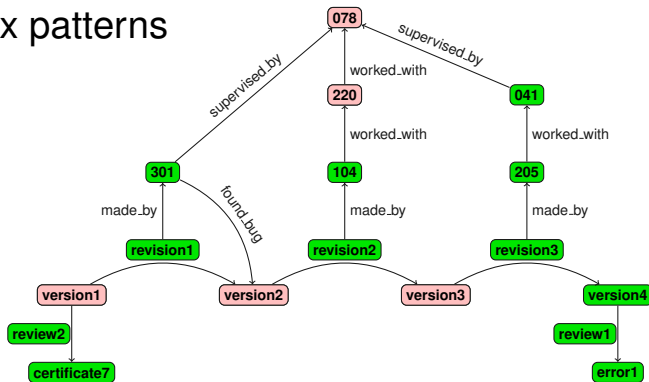 x patterns
078
supervised_by
supervised_by
worked_with
220
041
worked_with
worked_with
301
104
205
made_by
found_bug
made_by
made_by
revision1
revision2
revision3
version1
version2
version3
version4
review2
review1
certificate7
error1